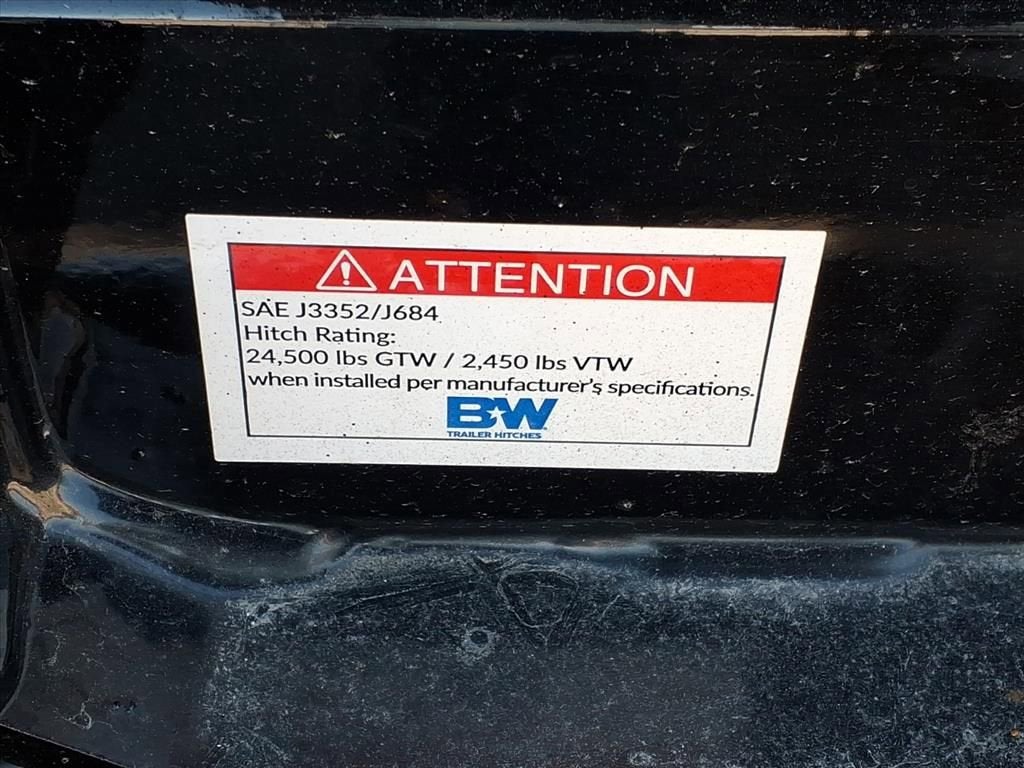 ATTENTION
SAE J3352/J684
Hitch Rating:
24,500 lbs GTW / 2,450 lbs VTW
when installed per manufacturer's specifications.
B&W
TRAILER HITCHES